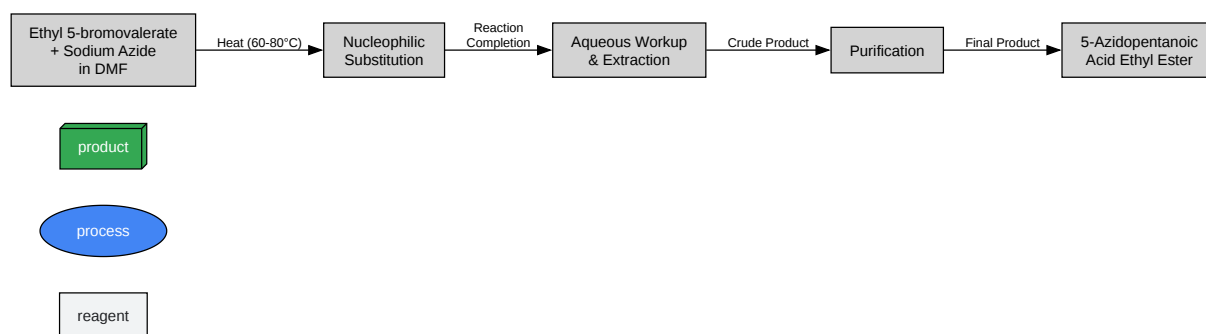 Ethyl 5-bromovalerate
+ Sodium Azide
in DMF
Heat (60-80°C)
Nucleophilic
Substitution
Reaction
Completion
Aqueous Workup
& Extraction
Crude Product
Purification
Final Product
5-Azidopentanoic
Acid Ethyl Ester
product
process
reagent